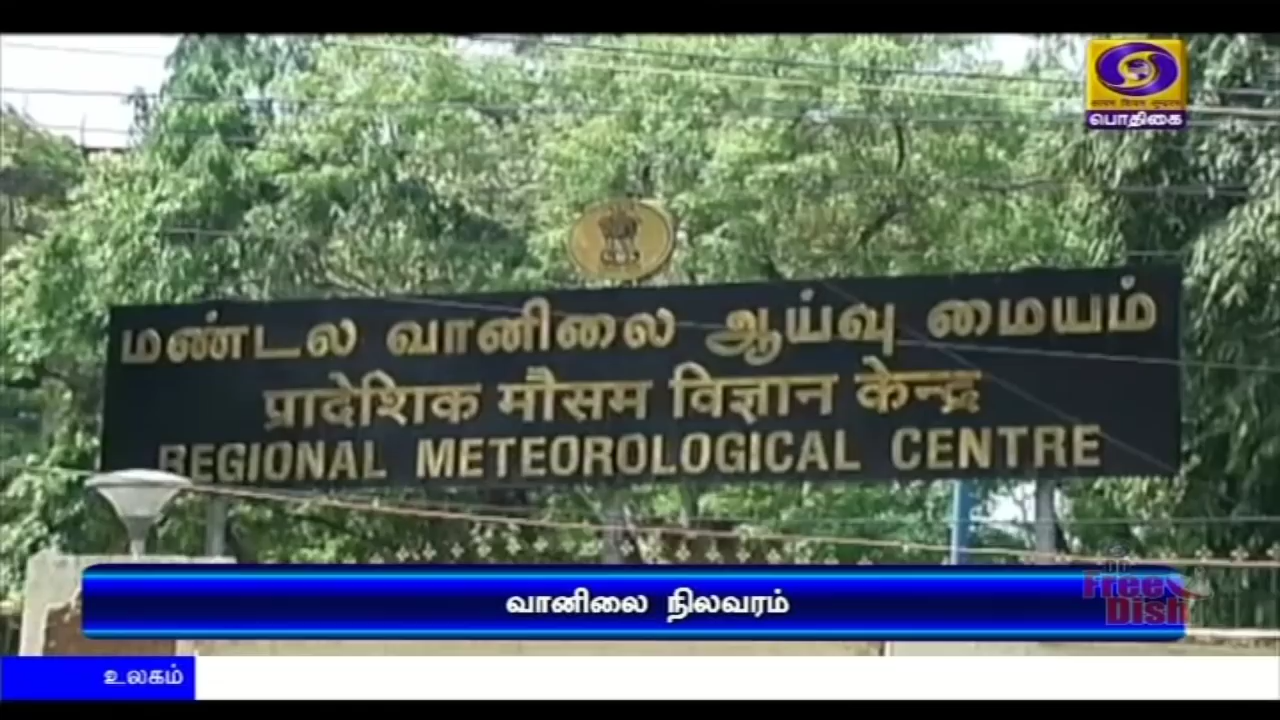 பொதிகை
மண்டல வானிலை ஆய்வு மையம்
प्रादेशिक मौसम विज्ञान केन्द्र
REGIONAL METEOROLOGICAL CENTRE
வானிலை நிலவரம்
Free
Dish
உலகம்